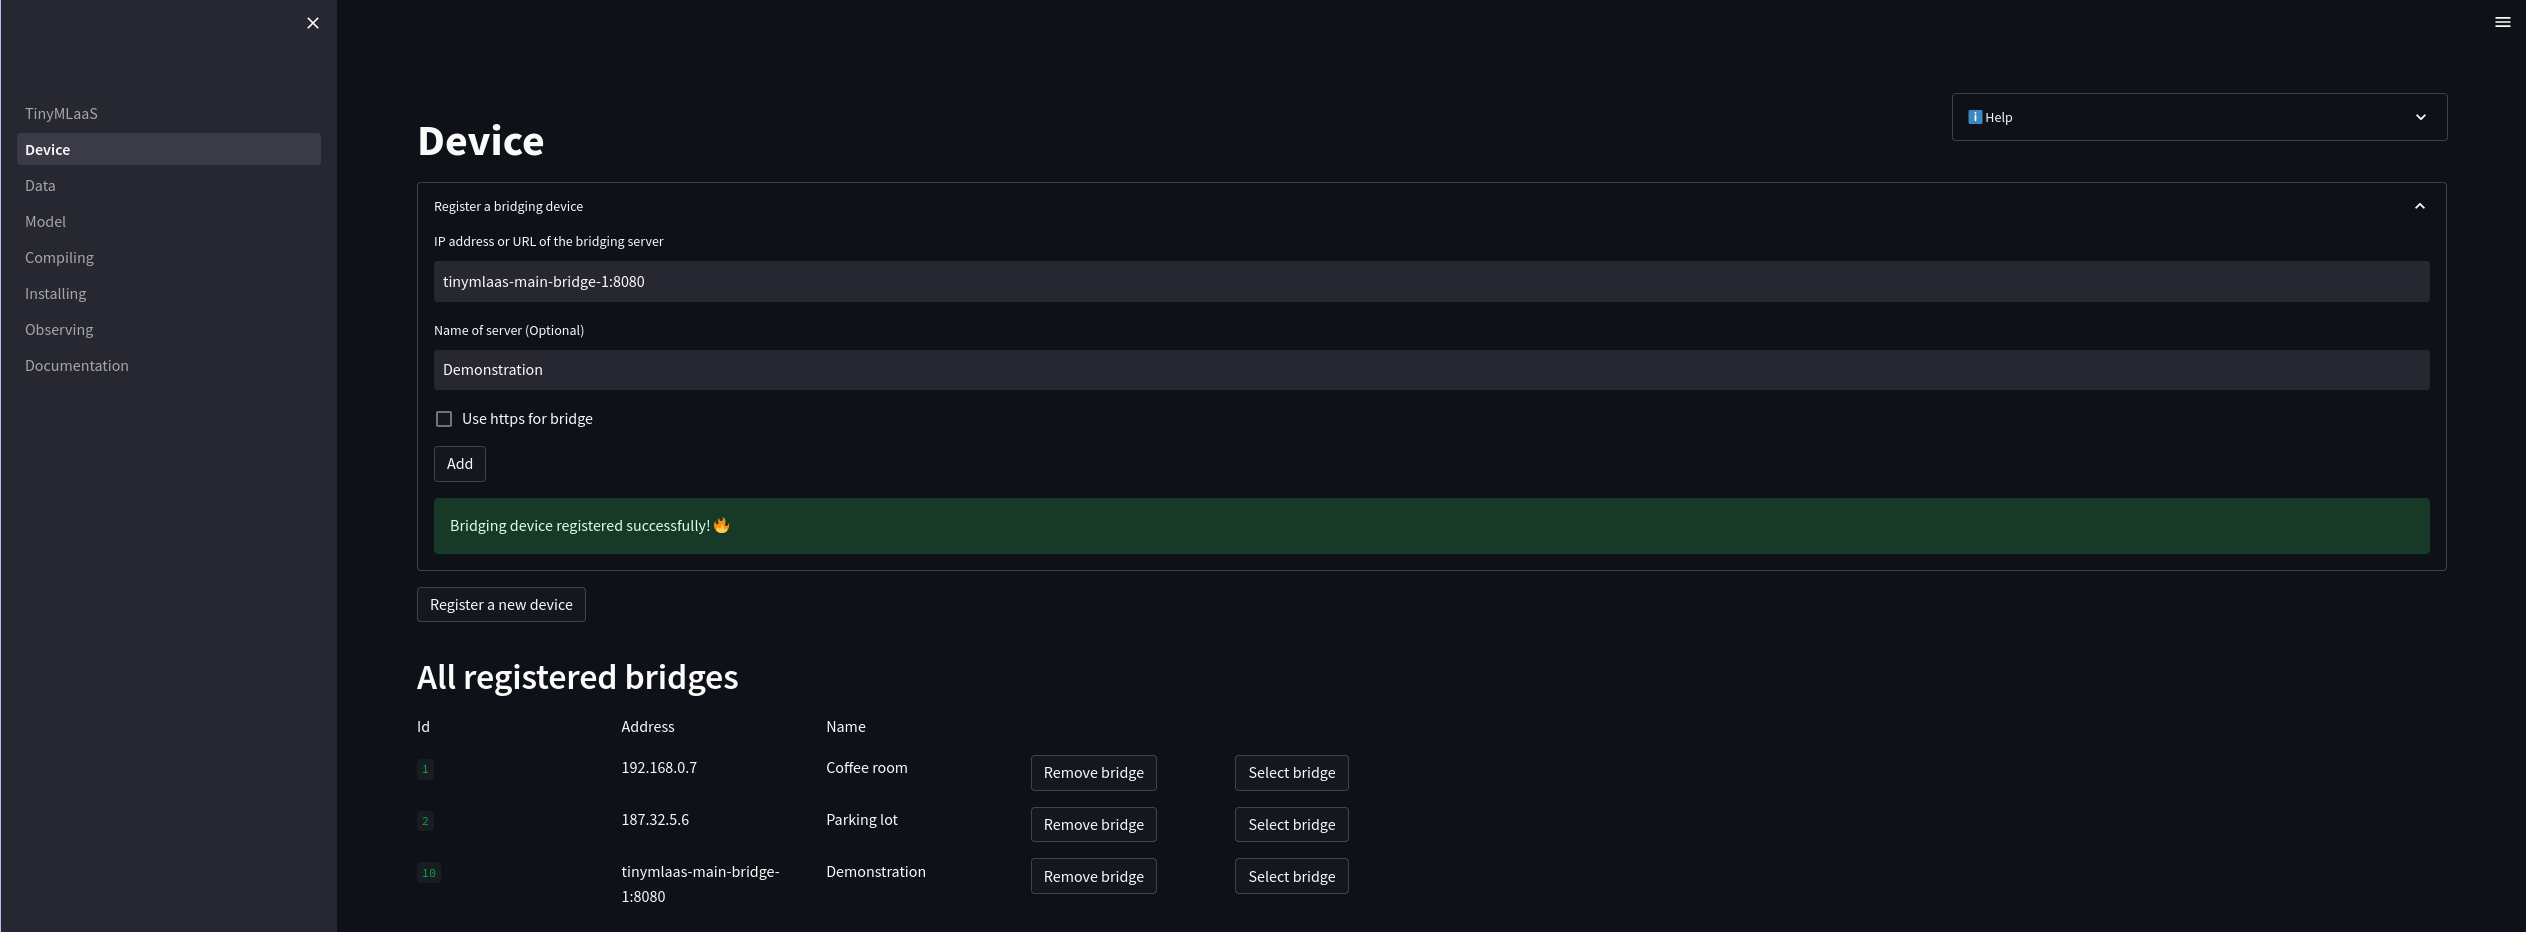 TinyMLaaS
Device
Data
Model
Compiling
Installing
Observing
Documentation
Help
Device
Register a bridging device
IP address or URL of the bridging server
tinymlaas-main-bridge-1:8080
Name of server (Optional)
Demonstration
Use https for bridge
Add
Bridging device registered successfully!🔥
Register a new device
All registered bridges
Id Address Name
1 192.168.0.7 Coffee room Remove bridge Select bridge
2 187.32.5.6 Parking lot Remove bridge Select bridge
10 tinymlaas-main-bridge- Demonstration Remove bridge Select bridge
1:8080